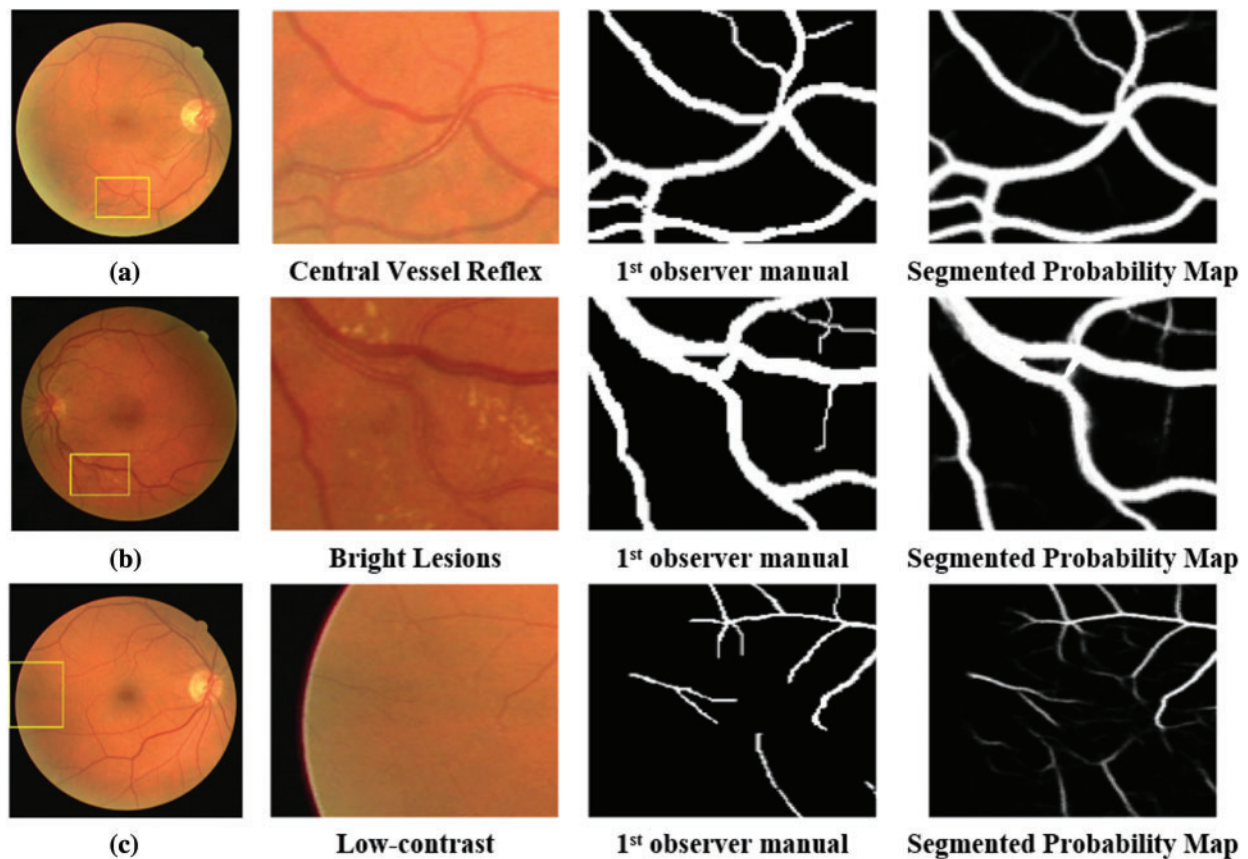 (a) Central Vessel Reflex 1st observer manual Segmented Probability Map
(b) Bright Lesions 1st observer manual Segmented Probability Map
(c) Low-contrast 1st observer manual Segmented Probability Map